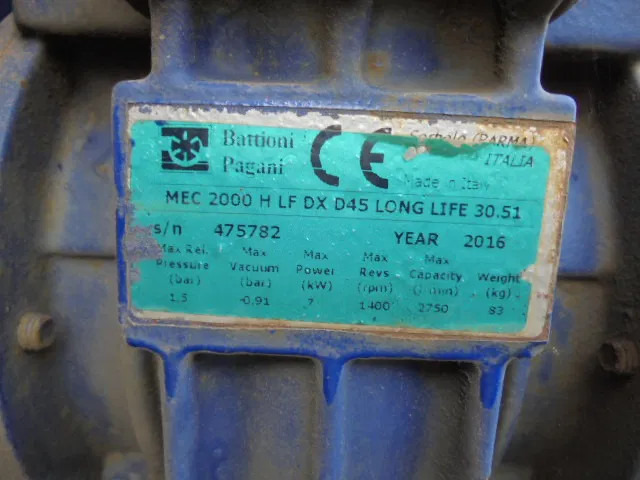 Battioni
Pagani
CE
Sorbolo (PARMA)
ITALIA
Made in Italy
MEC 2000 H LF DX D45 LONG LIFE 30.51
s/n 475782 YEAR 2016
Max Rel. Max Max Max Max
Pressure Vacuum Power Revs Capacity Weight
(bar) (bar) (kW) (rpm) (l/min) (kg)
1.5 -0.91 7 1400 2750 83